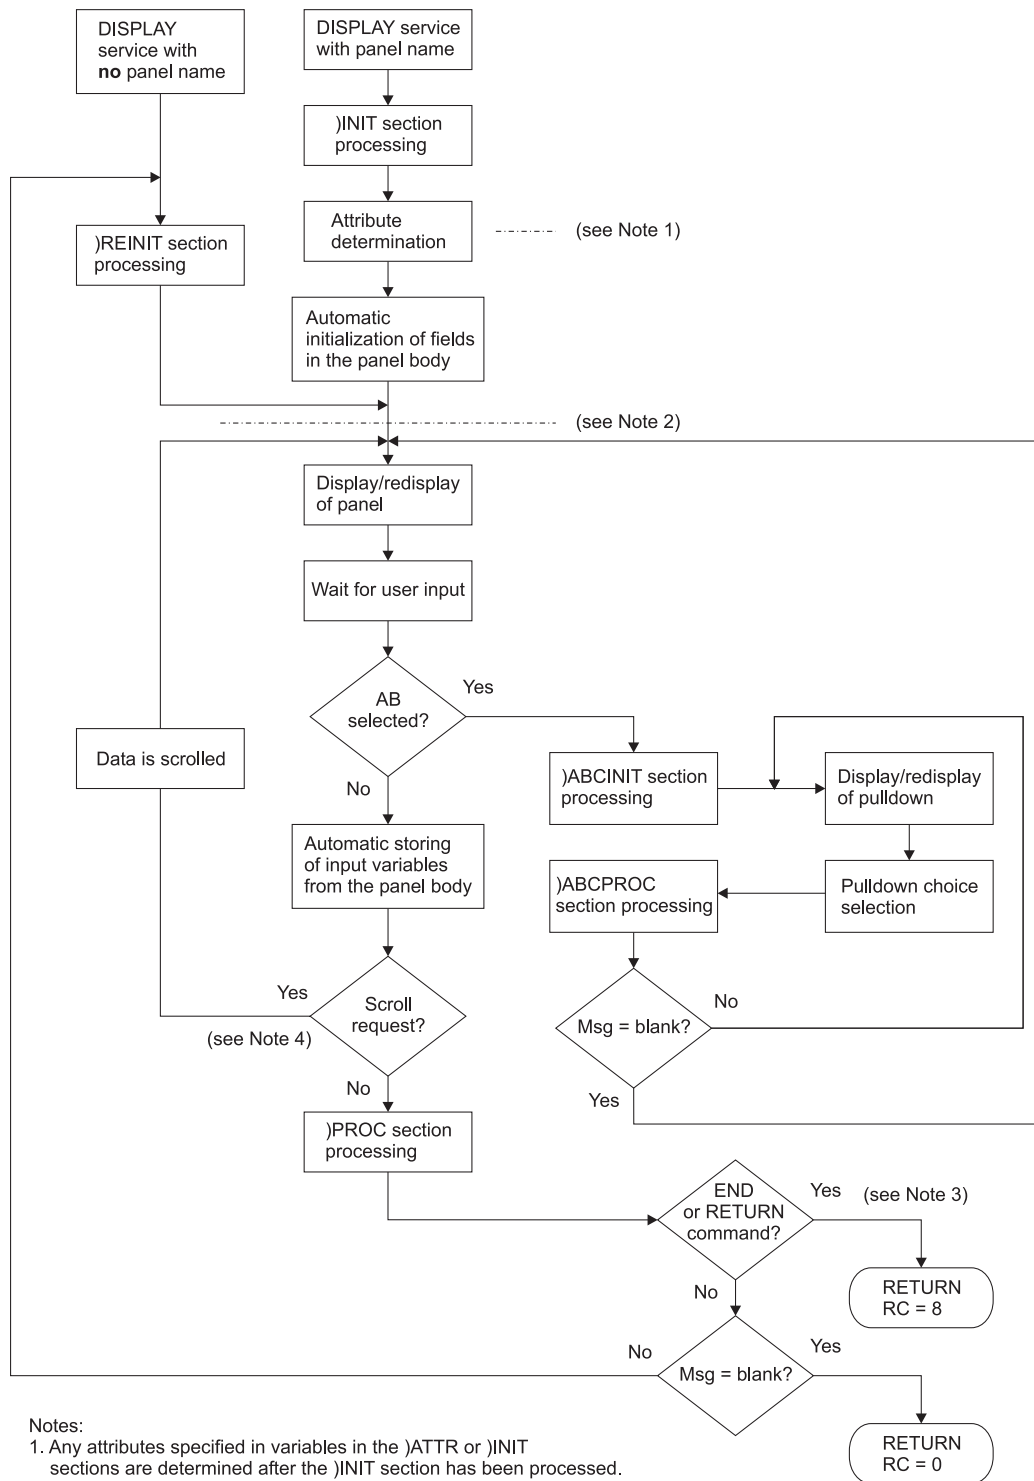 DISPLAY
service with
no panel name
DISPLAY service
with panel name
)INIT section
processing
Attribute
determination
(see Note 1)
)REINIT section
processing
Automatic
initialization of fields
in the panel body
(see Note 2)
Display/redisplay
of panel
Wait for user input
AB
selected?
Yes
No
Data is scrolled
)ABCINIT section
processing
Display/redisplay
of pulldown
Automatic storing
of input variables
from the panel body
)ABCPROC
section processing
Pulldown choice
selection
Yes
(see Note 4)
Scroll
request?
No
Msg = blank?
No
Yes
)PROC section
processing
END
or RETURN
command?
Yes
(see Note 3)
No
RETURN
RC = 8
No
Msg = blank?
Yes
RETURN
RC = 0
Notes:
1. Any attributes specified in variables in the )ATTR or )INIT
sections are determined after the )INIT section has been processed.